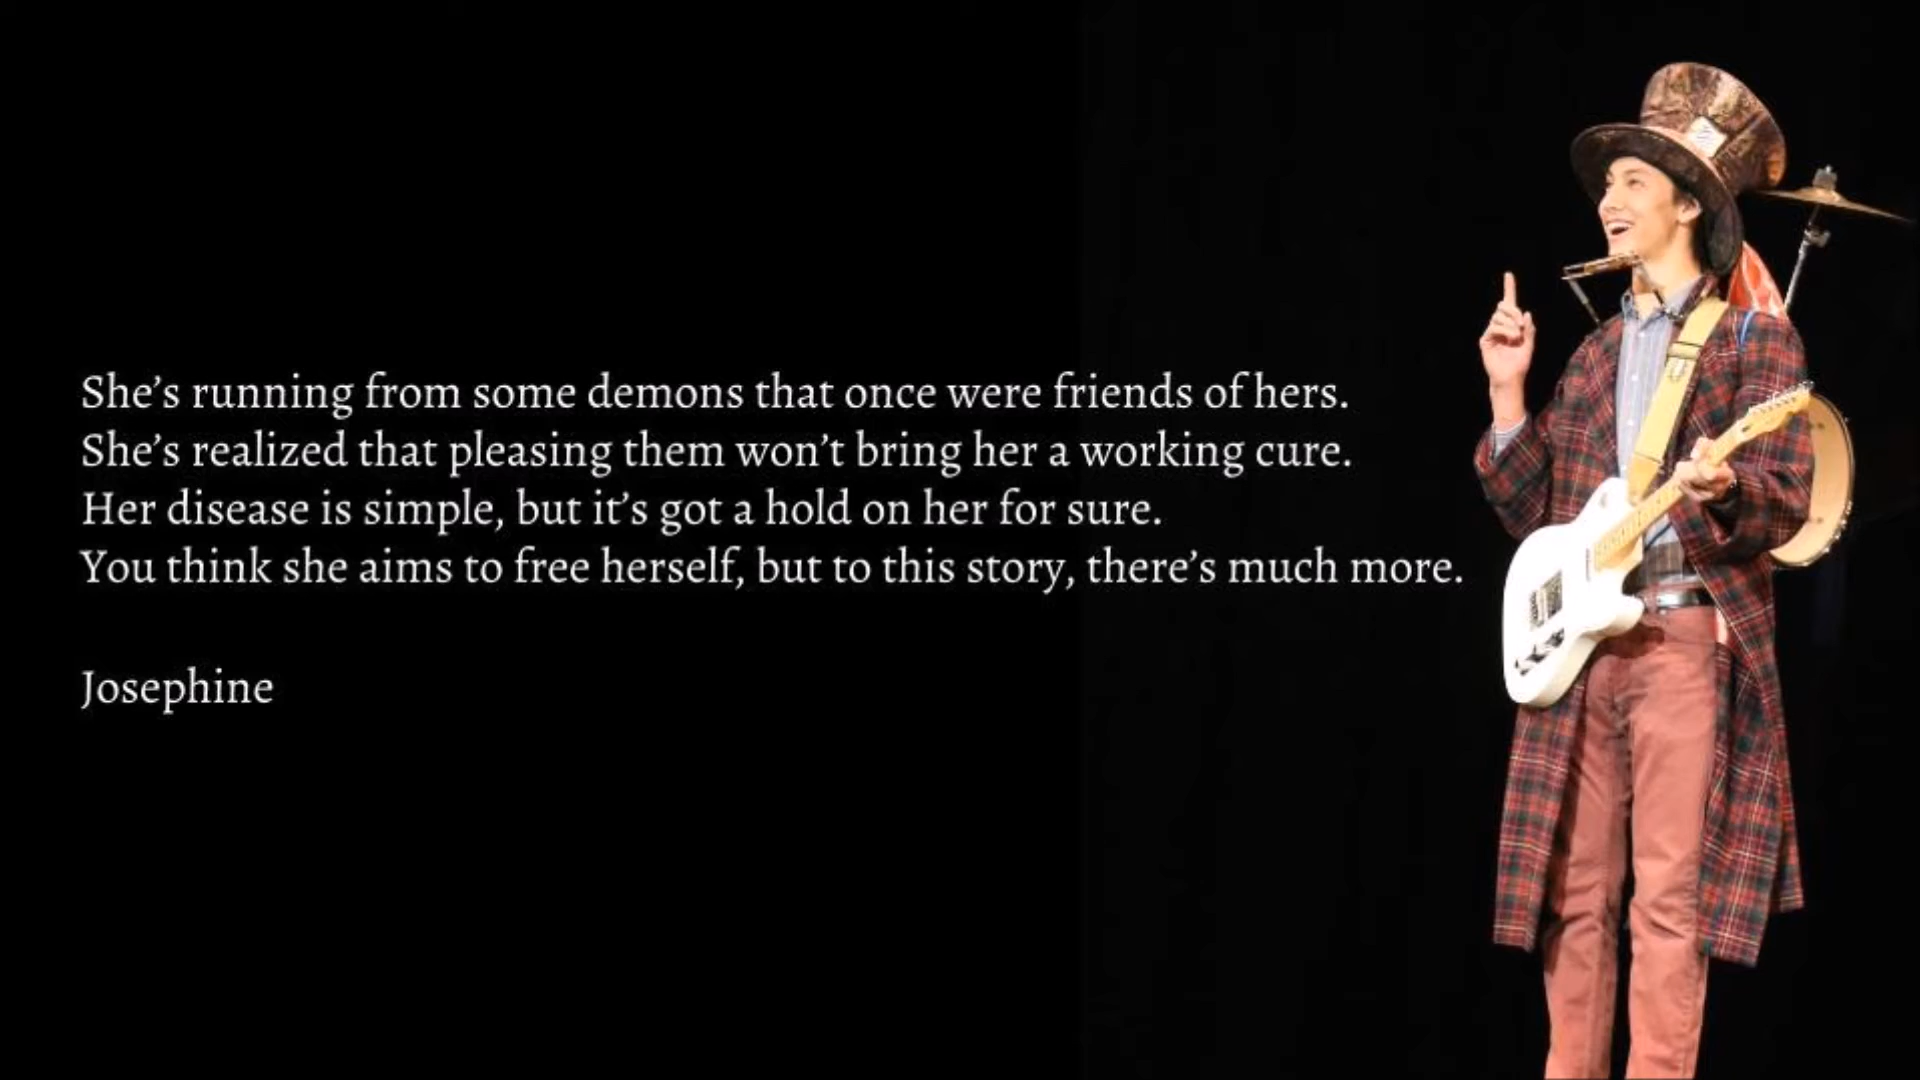 She’s running from some demons that once were friends of hers.
She’s realized that pleasing them won’t bring her a working cure.
Her disease is simple, but it’s got a hold on her for sure.
You think she aims to free herself, but to this story, there’s much more.
Josephine